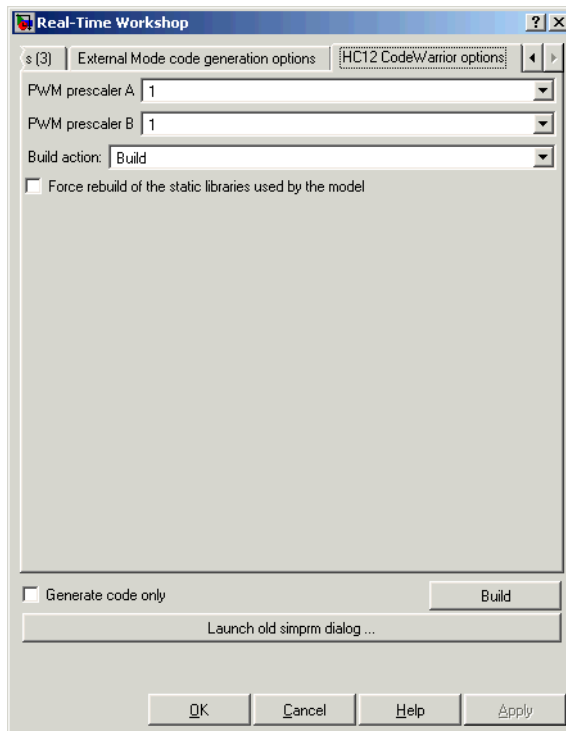 Real-Time Workshop
s (3) External Mode code generation options HC12 CodeWarrior options
PWM prescaler A 1
PWM prescaler B 1
Build action: Build
Force rebuild of the static libraries used by the model
Generate code only Build
Launch old simprm dialog ...
OK Cancel Help Apply